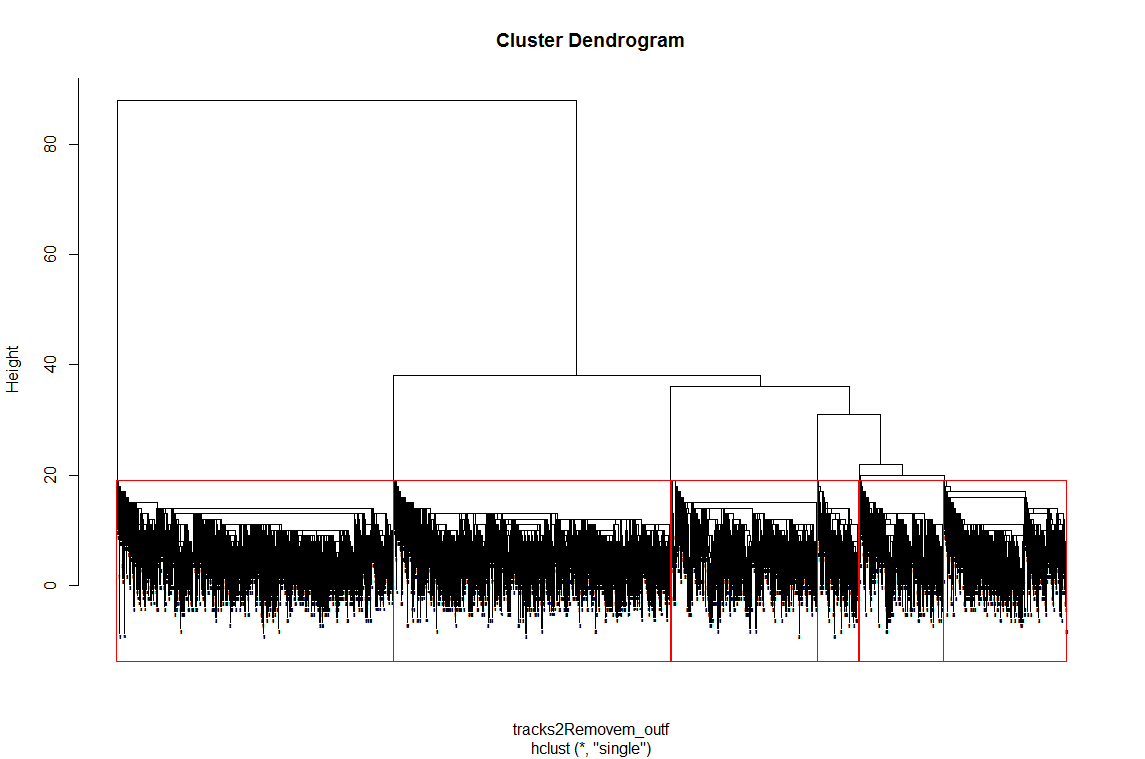 Cluster Dendrogram
Height
80
60
40
20
0
tracks2Removem_outf
hclust (*, "single")